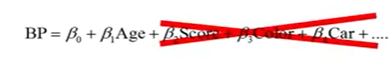 BP = β₀ + β₁Age + β₂Score + β₃Color + β₄Car + ....